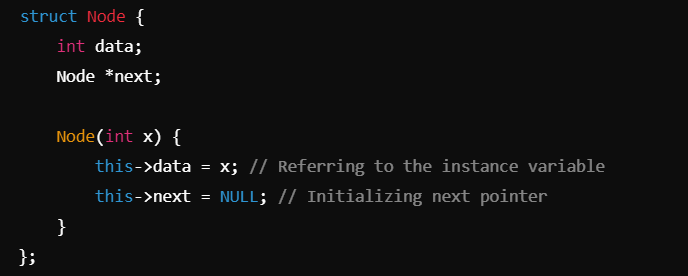 struct Node {
    int data;
    Node *next;

    Node(int x) {
        this->data = x; // Referring to the instance variable
        this->next = NULL; // Initializing next pointer
    }
};